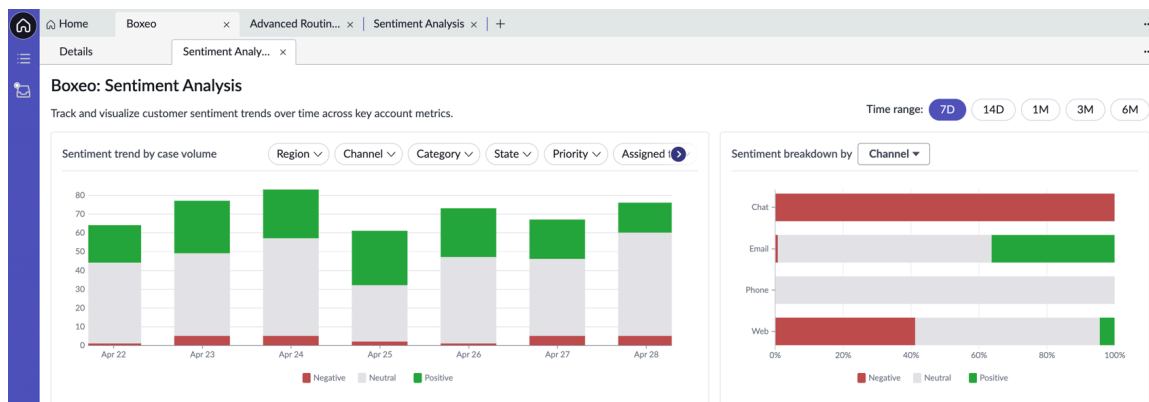 Home
Boxeo
Advanced Routin...
Sentiment Analysis
Details
Sentiment Analy...
Boxeo: Sentiment Analysis
Track and visualize customer sentiment trends over time across key account metrics.
Time range: 7D 14D 1M 3M 6M
Sentiment trend by case volume
Region Channel Category State Priority Assigned t
80
70
60
50
40
30
20
10
0
Apr 22 Apr 23 Apr 24 Apr 25 Apr 26 Apr 27 Apr 28
Negative Neutral Positive
Sentiment breakdown by Channel
Chat
Email
Phone
Web
0% 20% 40% 60% 80% 100%
Negative Neutral Positive